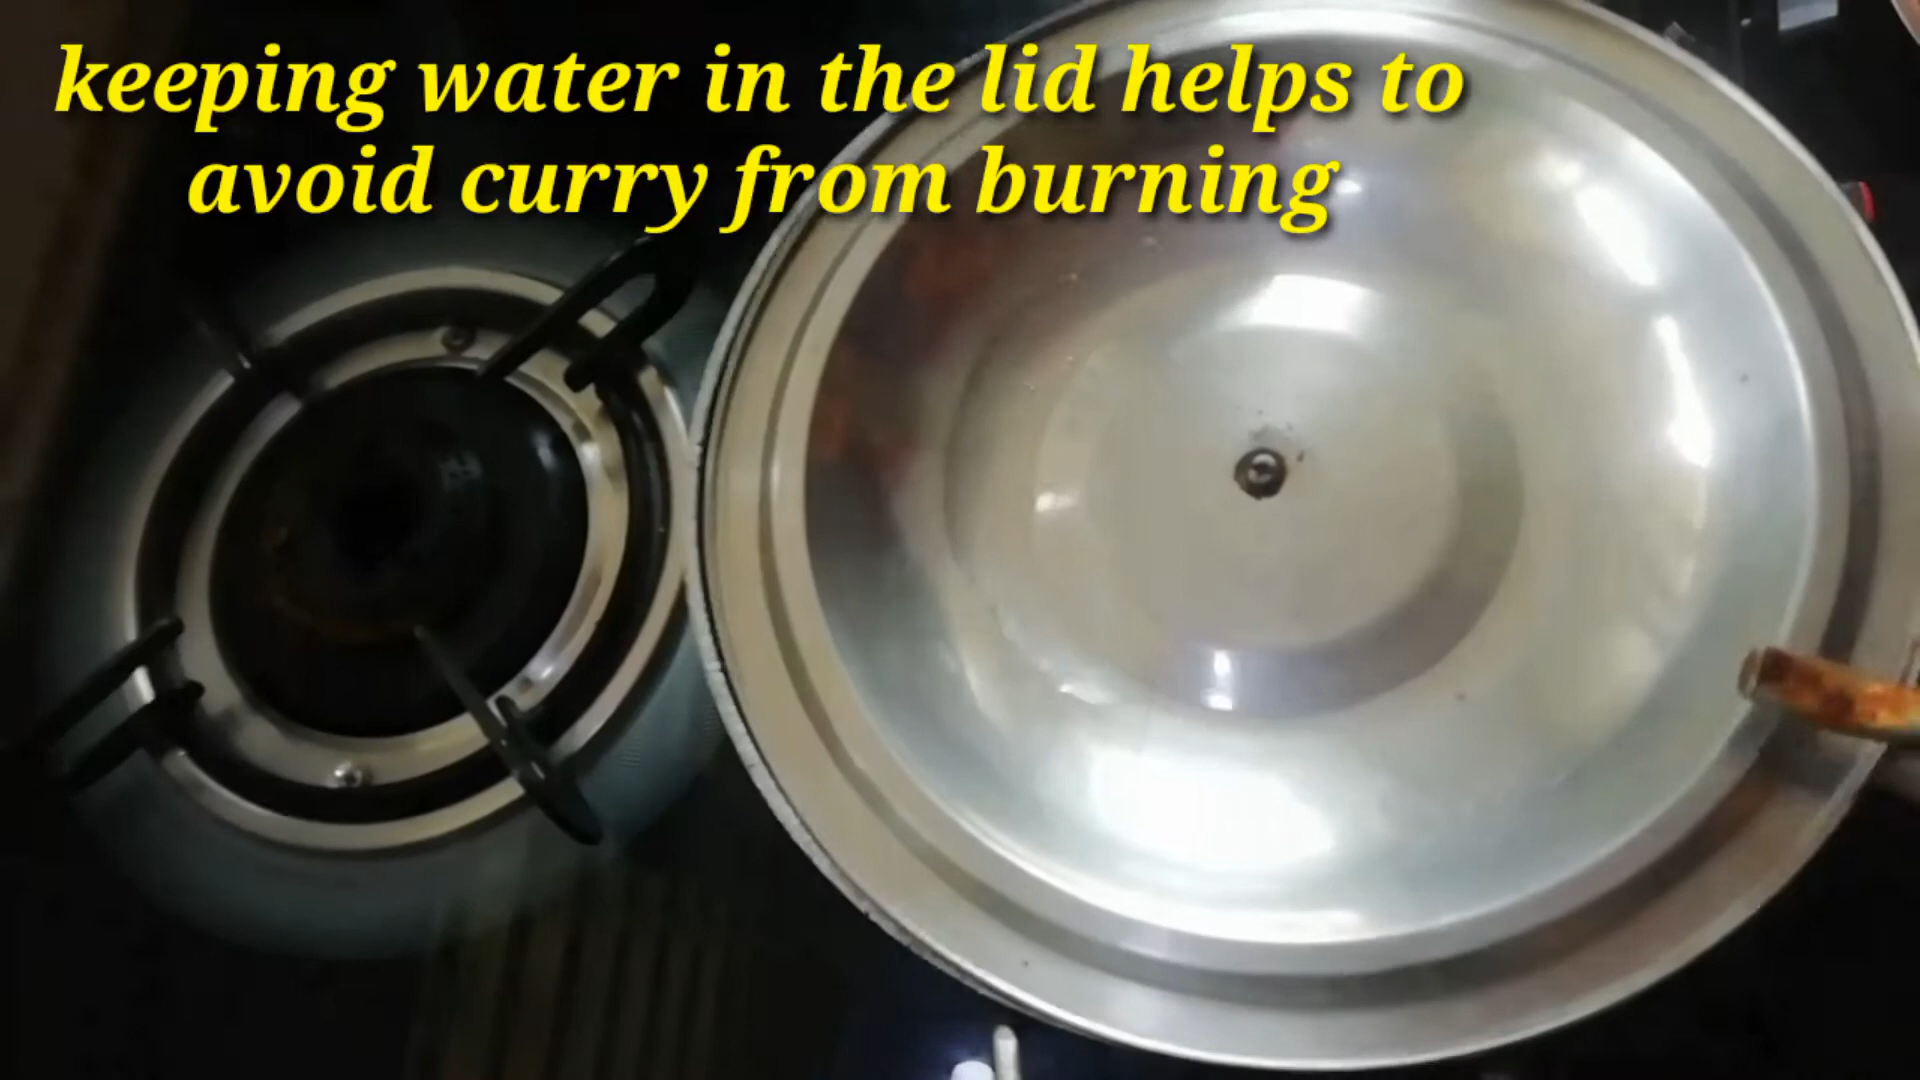 keeping water in the lid helps to
avoid curry from burning